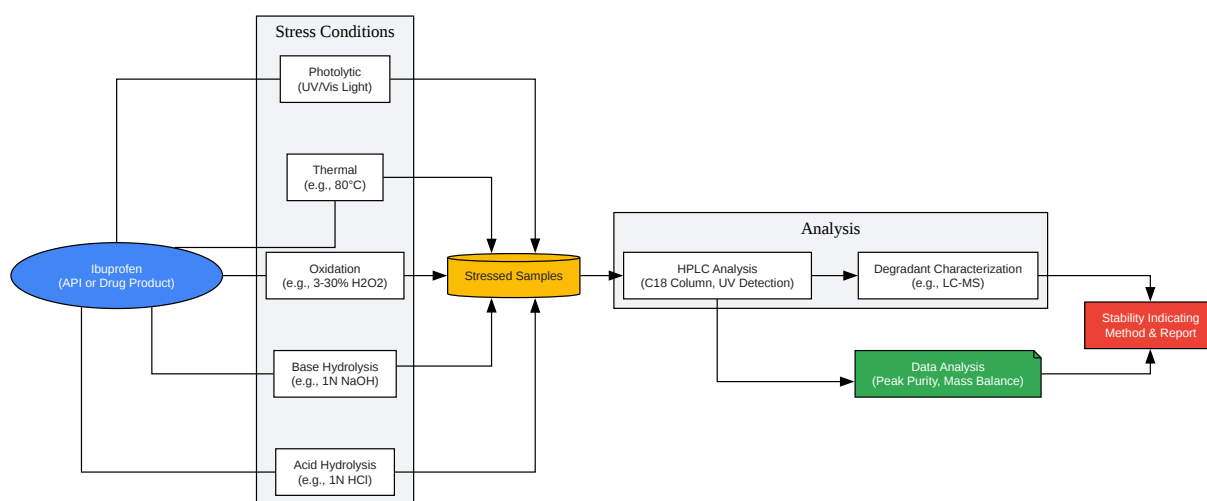 Stress Conditions
Photolytic
(UV/Vis Light)
Thermal
(e.g., 80°C)
Ibuprofen
(API or Drug Product)
Oxidation
(e.g., 3-30% H2O2)
Base Hydrolysis
(e.g., 1N NaOH)
Acid Hydrolysis
(e.g., 1N HCl)
Stressed Samples
Analysis
HPLC Analysis
(C18 Column, UV Detection)
Degradant Characterization
(e.g., LC-MS)
Data Analysis
(Peak Purity, Mass Balance)
Stability Indicating
Method & Report